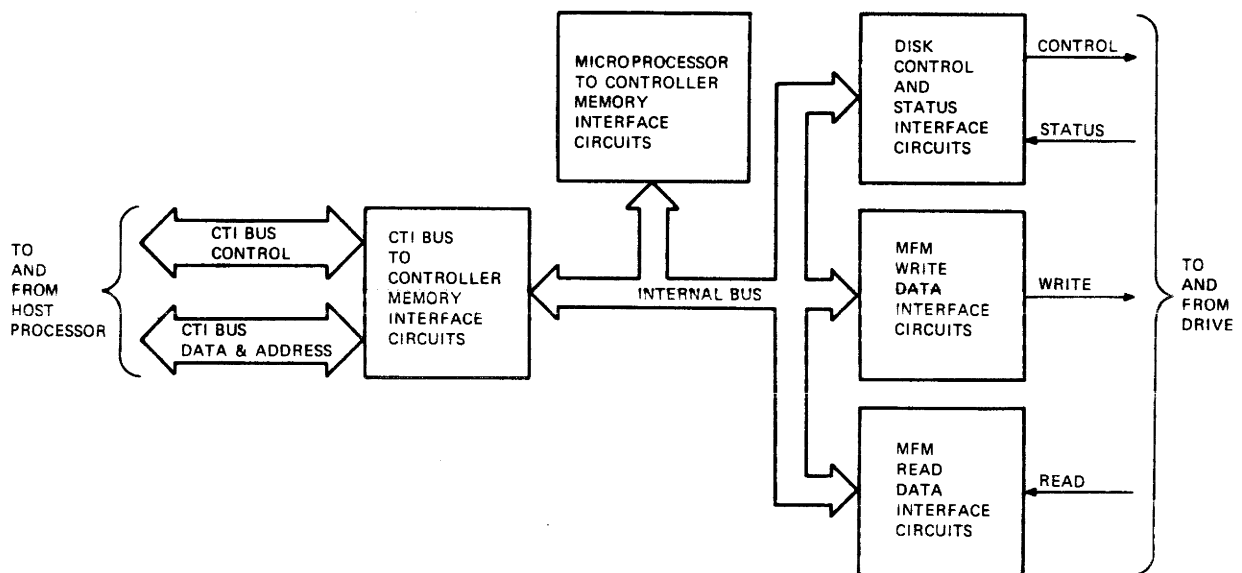 TO
AND
FROM
HOST
PROCESSOR
CTI BUS
CONTROL
CTI BUS
DATA & ADDRESS
CTI BUS
TO
CONTROLLER
MEMORY
INTERFACE
CIRCUITS
MICROPROCESSOR
TO CONTROLLER
MEMORY
INTERFACE
CIRCUITS
INTERNAL BUS
DISK
CONTROL
AND
STATUS
INTERFACE
CIRCUITS
CONTROL
STATUS
MFM
WRITE
DATA
INTERFACE
CIRCUITS
WRITE
MFM
READ
DATA
INTERFACE
CIRCUITS
READ
TO
AND
FROM
DRIVE